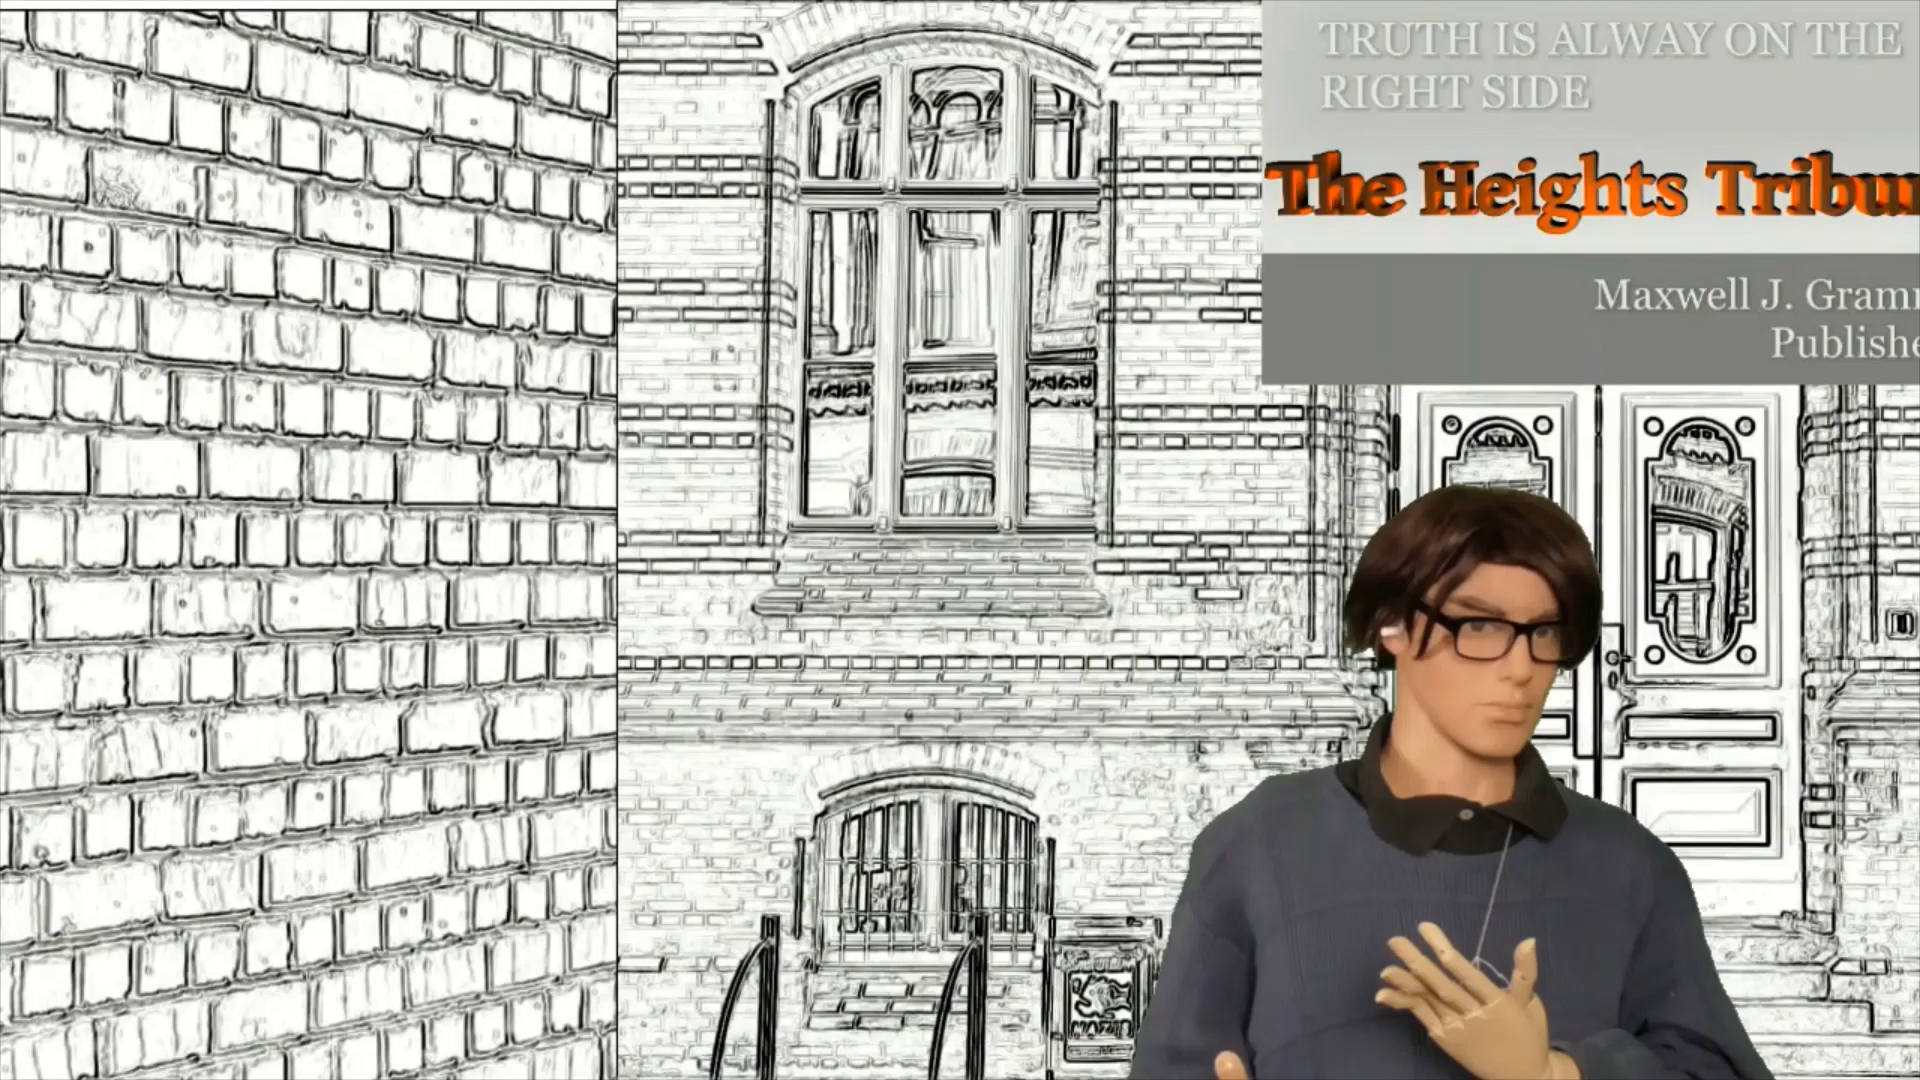 TRUTH IS ALWAY ON THE
RIGHT SIDE
The Heights Tribu
Maxwell J. Gram
Publishe